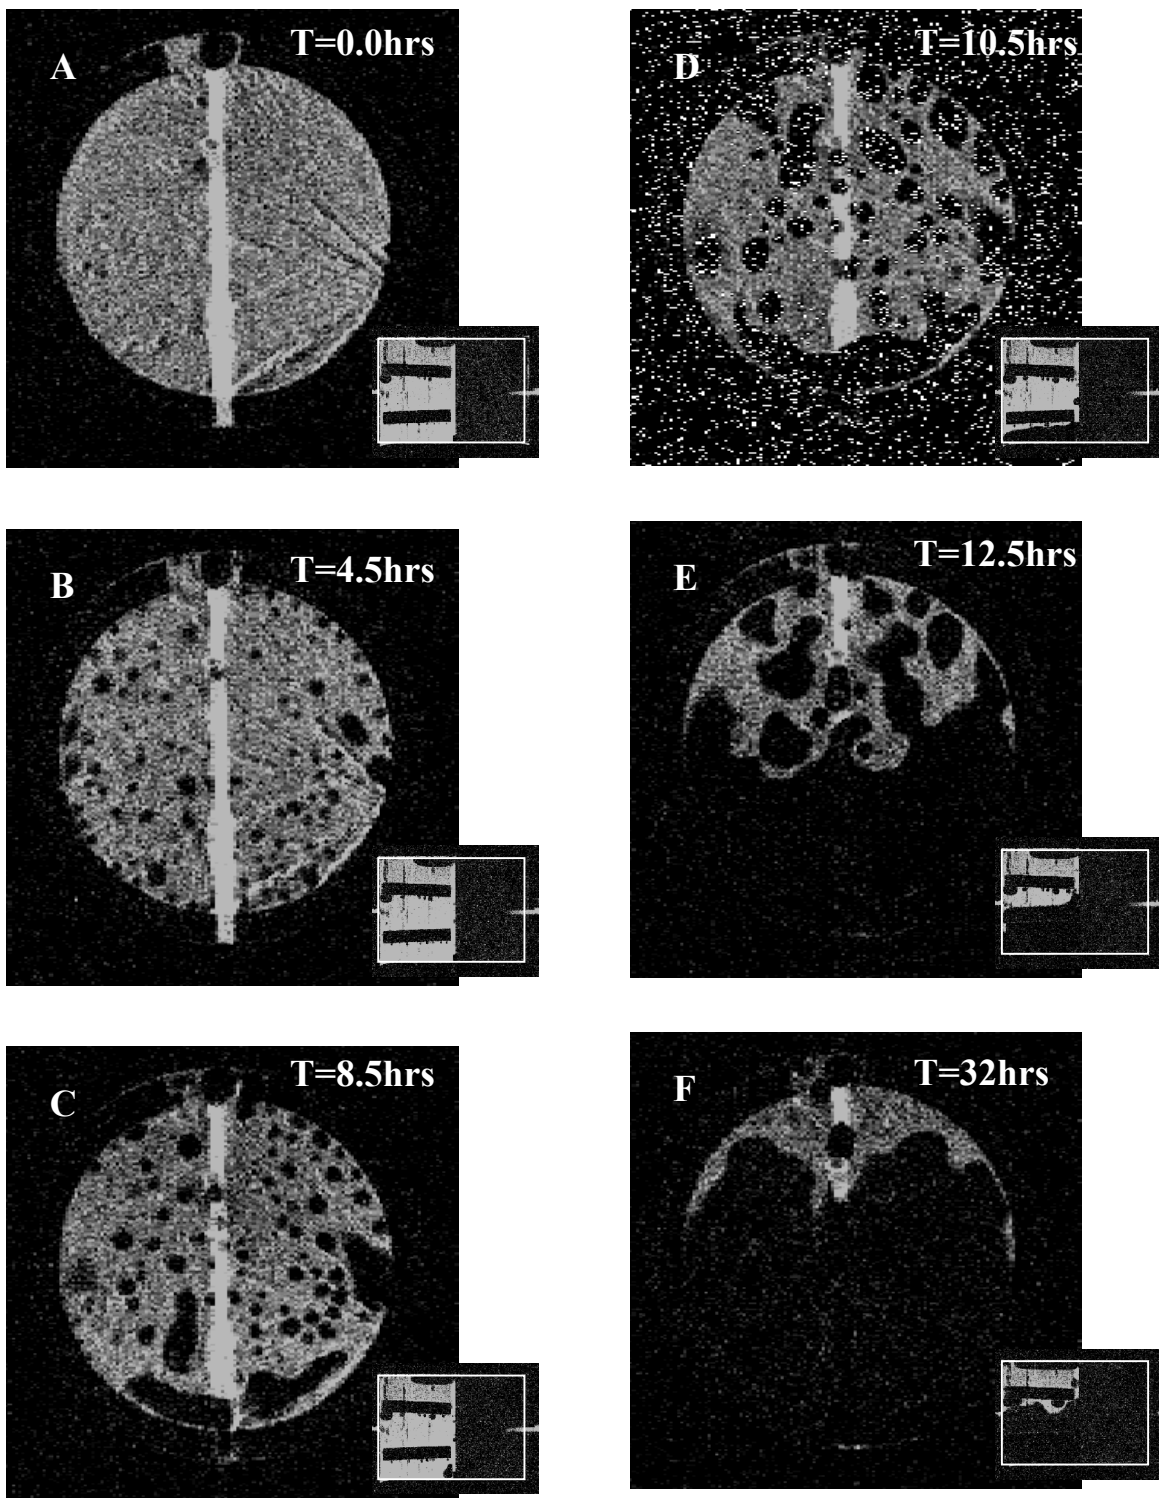 A
T=0.0hrs
B
T=4.5hrs
C
T=8.5hrs
D
T=10.5hrs
E
T=12.5hrs
F
T=32hrs